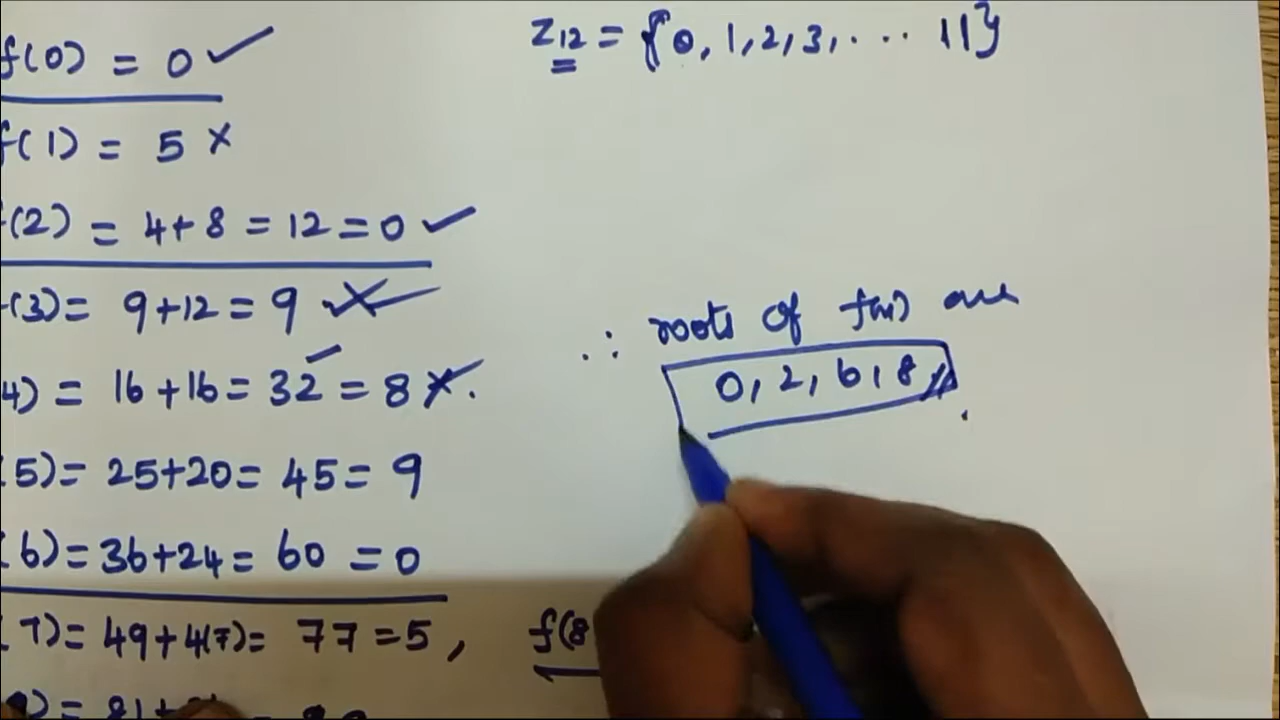 f(0) = 0 ✓
f(1) = 5 ×
(2) = 4+8 = 12 = 0 ✓
(3) = 9+12 = 9 ×
4) = 16+16 = 32 = 8 ×.
(5) = 25+20 = 45 = 9
(6) = 36+24 = 60 = 0
(7) = 49+4(7) = 77 = 5, f(8
) = 81+
Z12 = {0, 1, 2, 3, ... 11}
∴ roots of f(x) are
0, 2, 6, 8